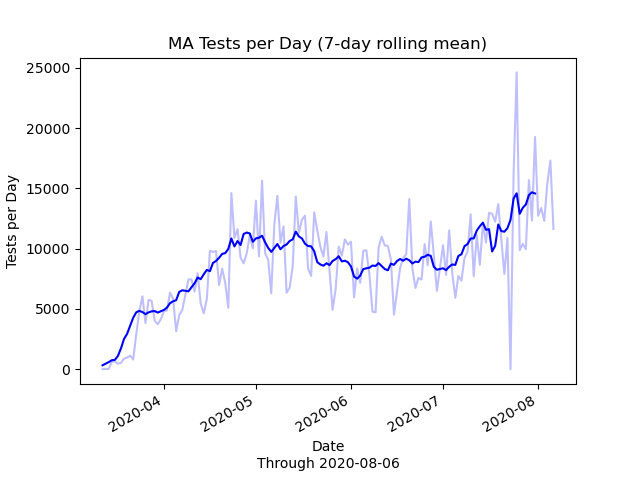 MA Tests per Day (7-day rolling mean)
25000
20000
15000
10000
5000
0
Tests per Day
2020-04
2020-05
2020-06
2020-07
2020-08
Date
Through 2020-08-06